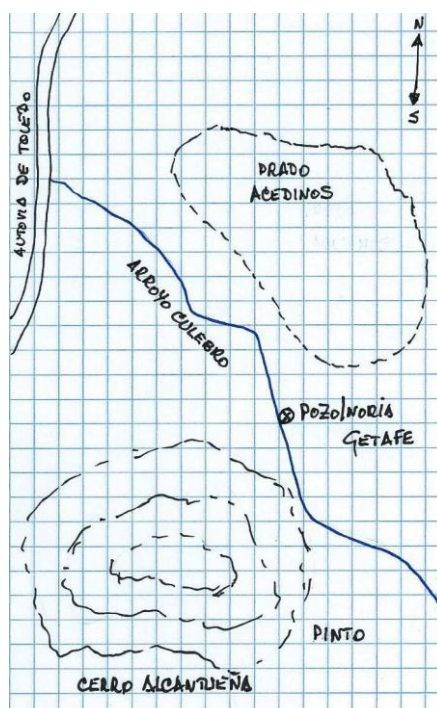 N
S
AUTOVIA DE TOLEDO
PRADO
ACEDINOS
ARROYO CULEBRO
POZO/NORIA
GETAFE
PINTO
CERRO ALCANTUEÑA